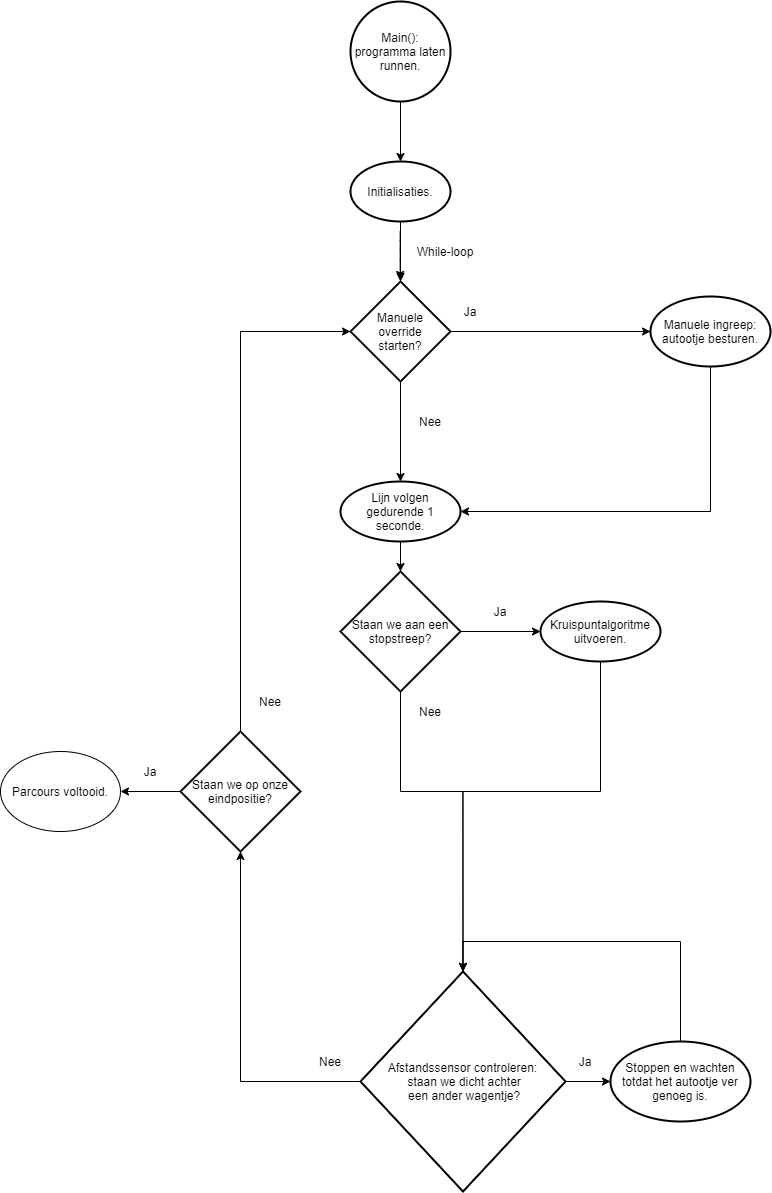 Main():
programma laten
runnen.
Initialisaties.
While-loop
Manuele
override
starten?
Ja
Manuele ingreep:
autootje besturen.
Nee
Lijn volgen
gedurende 1
seconde.
Staan we aan een
stopstreep?
Ja
Kruispuntalgoritme
uitvoeren.
Nee
Nee
Staan we op onze
eindpositie?
Ja
Parcours voltooid.
Afstandssensor controleren:
staan we dicht achter
een ander wagentje?
Nee
Ja
Stoppen en wachten
totdat het autootje ver
genoeg is.